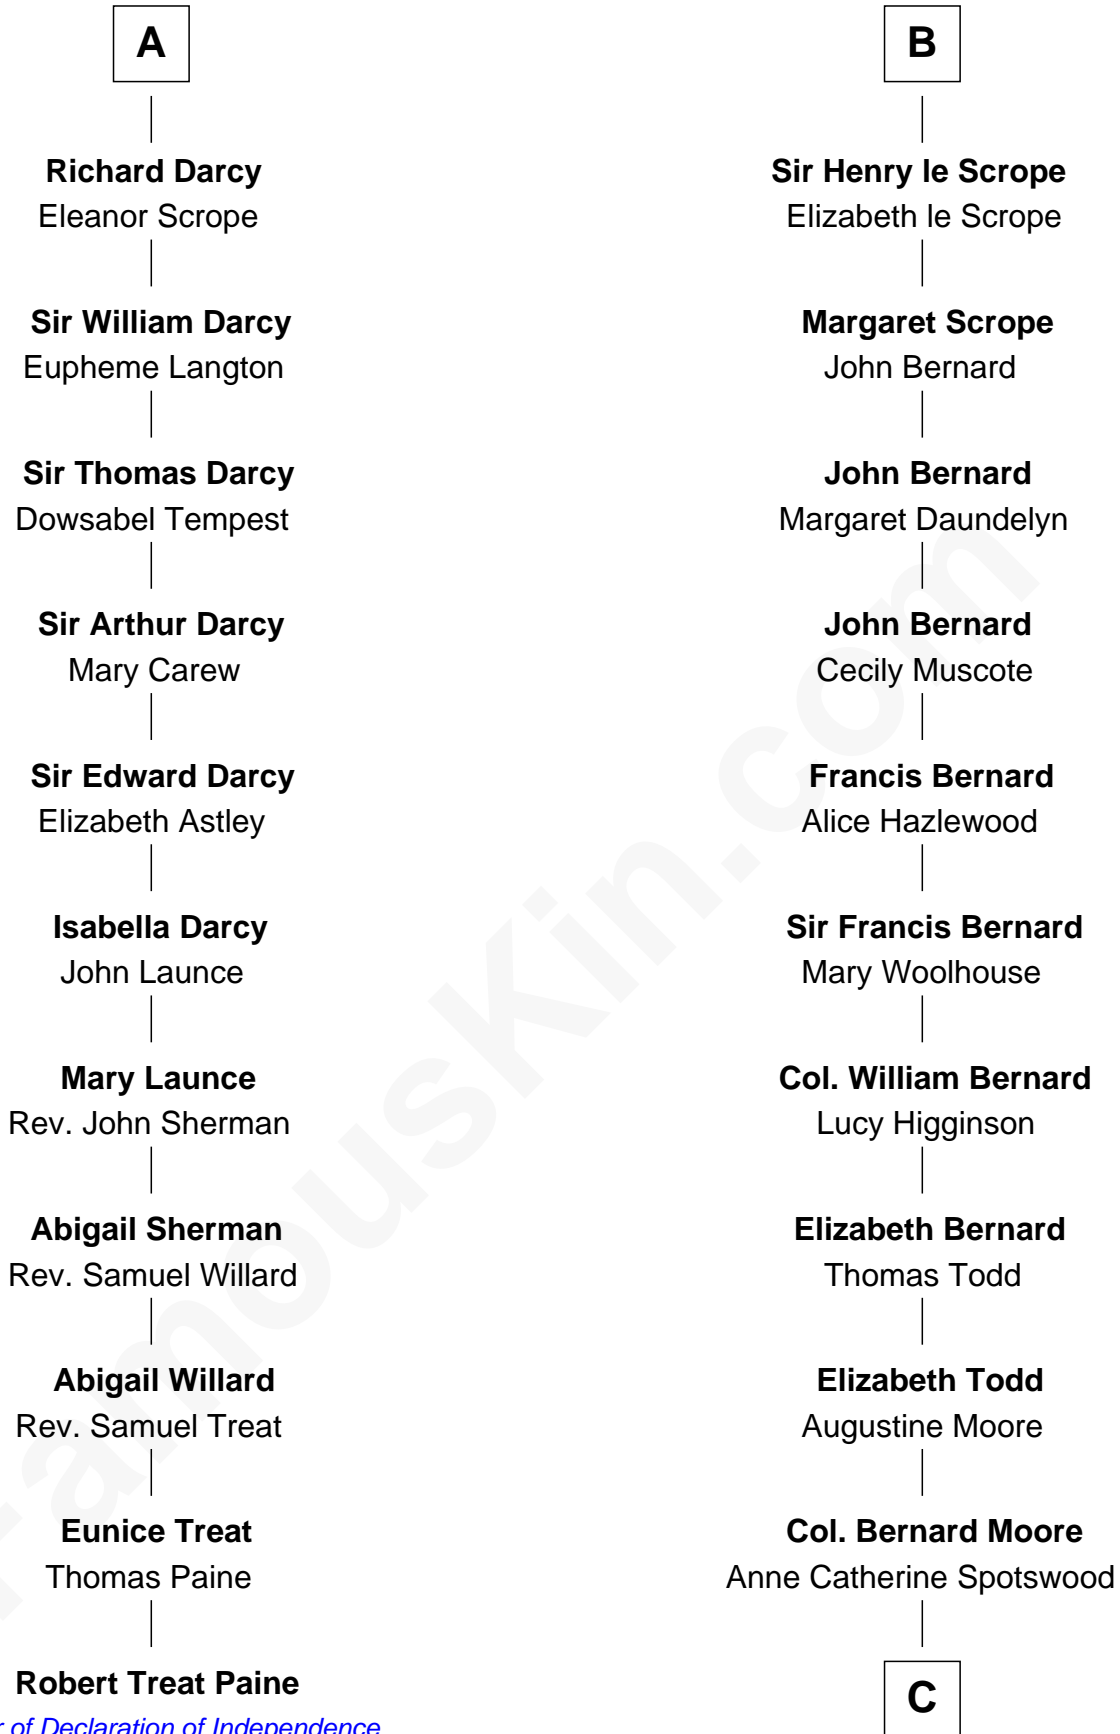 A
Richard Darcy
Eleanor Scrope
Sir William Darcy
Eupheme Langton
Sir Thomas Darcy
Dowsabel Tempest
Sir Arthur Darcy
Mary Carew
Sir Edward Darcy
Elizabeth Astley
Isabella Darcy
John Launce
Mary Launce
Rev. John Sherman
Abigail Sherman
Rev. Samuel Willard
Abigail Willard
Rev. Samuel Treat
Eunice Treat
Thomas Paine
Robert Treat Paine
of Declaration of Independence
B
Sir Henry le Scrope
Elizabeth le Scrope
Margaret Scrope
John Bernard
John Bernard
Margaret Daundelyn
John Bernard
Cecily Muscote
Francis Bernard
Alice Hazlewood
Sir Francis Bernard
Mary Woolhouse
Col. William Bernard
Lucy Higginson
Elizabeth Bernard
Thomas Todd
Elizabeth Todd
Augustine Moore
Col. Bernard Moore
Anne Catherine Spotswood
C
FamousKin.com